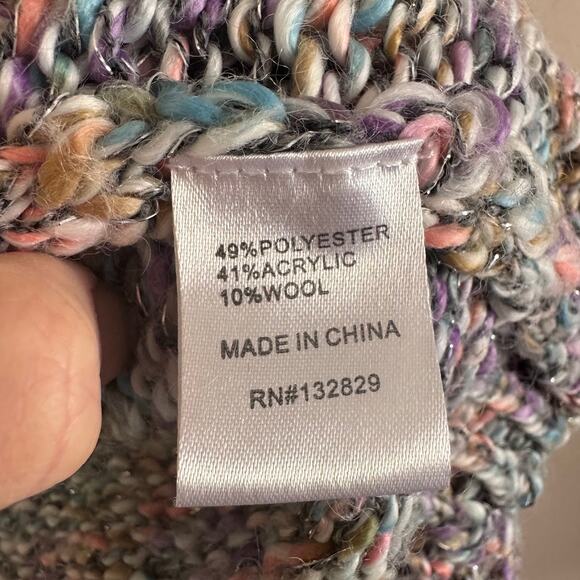 49%POLYESTER
41%ACRYLIC
10%WOOL
MADE IN CHINA
RN#132829